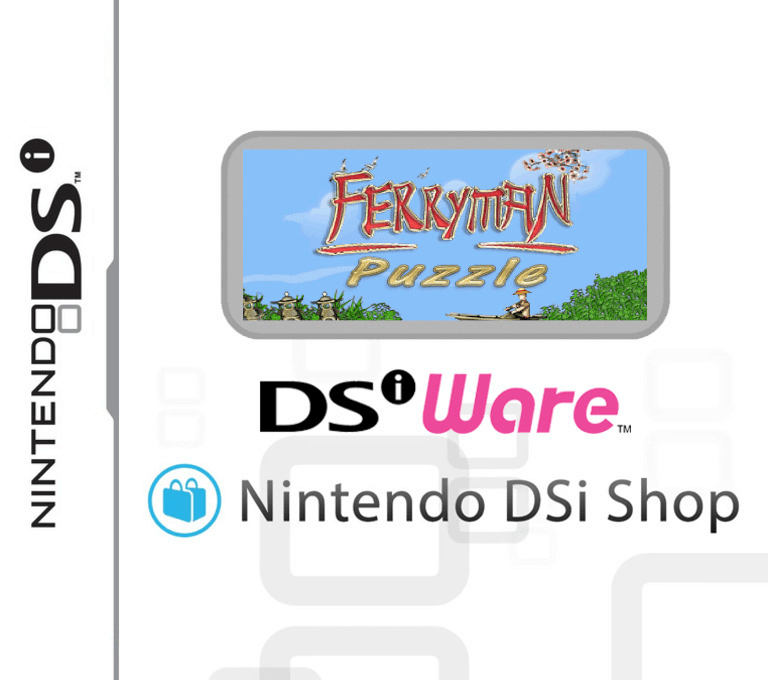 NINTENDO DSi™
FERRYMAN
Puzzle
DSiWare™
Nintendo DSi Shop